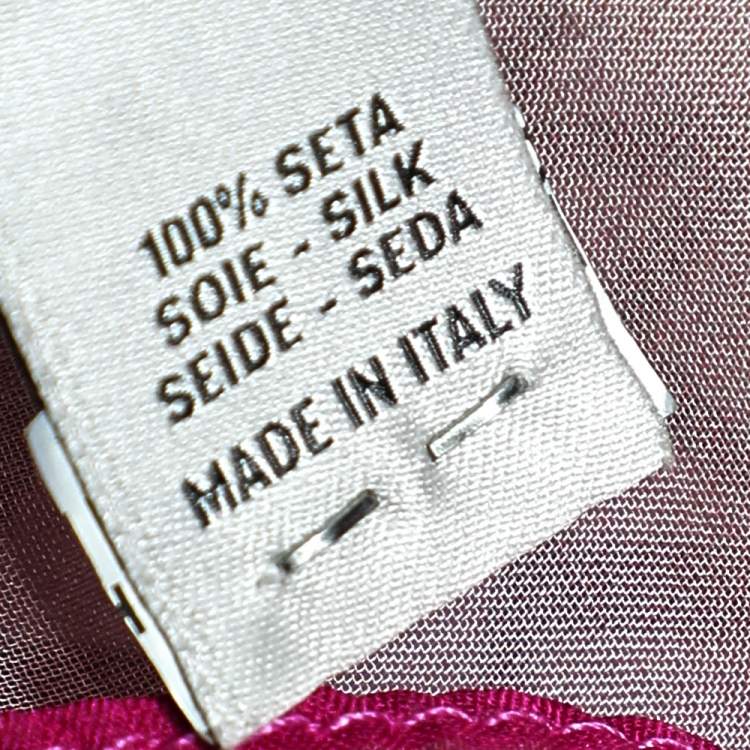 100% SETA
SOIE - SILK
SEIDE - SEDA
MADE IN ITALY